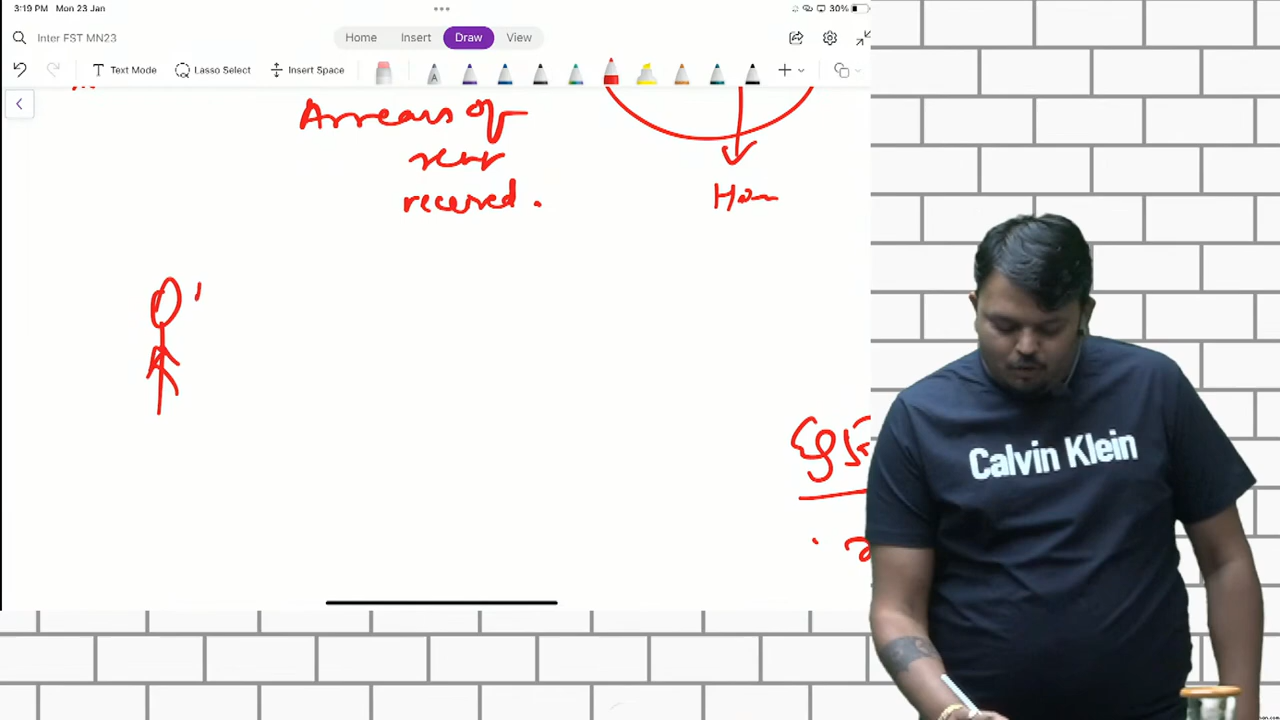 3:19 PM Mon 23 Jan
30%
Inter FST MN23
Home Insert Draw View
Text Mode Lasso Select Insert Space
A
Arrears of
rent
received.
Calvin Klein